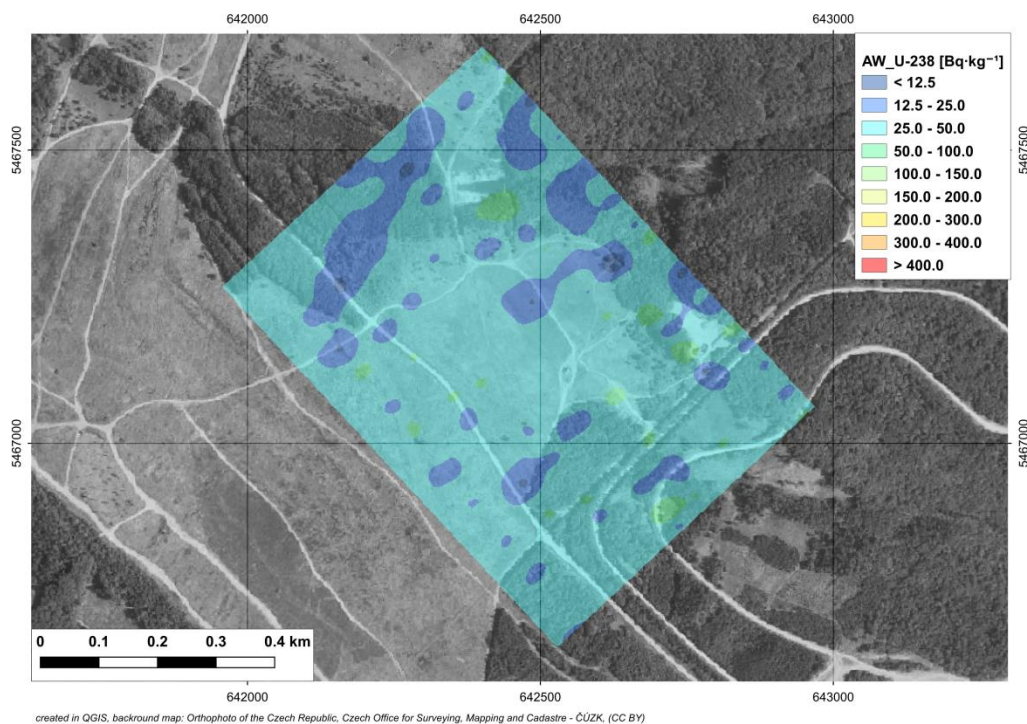 642000 642500 643000
AW_U-238 [Bq·kg⁻¹]
< 12.5
12.5 - 25.0
25.0 - 50.0
50.0 - 100.0
100.0 - 150.0
150.0 - 200.0
200.0 - 300.0
300.0 - 400.0
> 400.0
5467500 5467500
5467000 5467000
0 0.1 0.2 0.3 0.4 km
642000 642500 643000
created in QGIS, backround map: Orthophoto of the Czech Republic, Czech Office for Surveying, Mapping and Cadastre - ČÚZK, (CC BY)